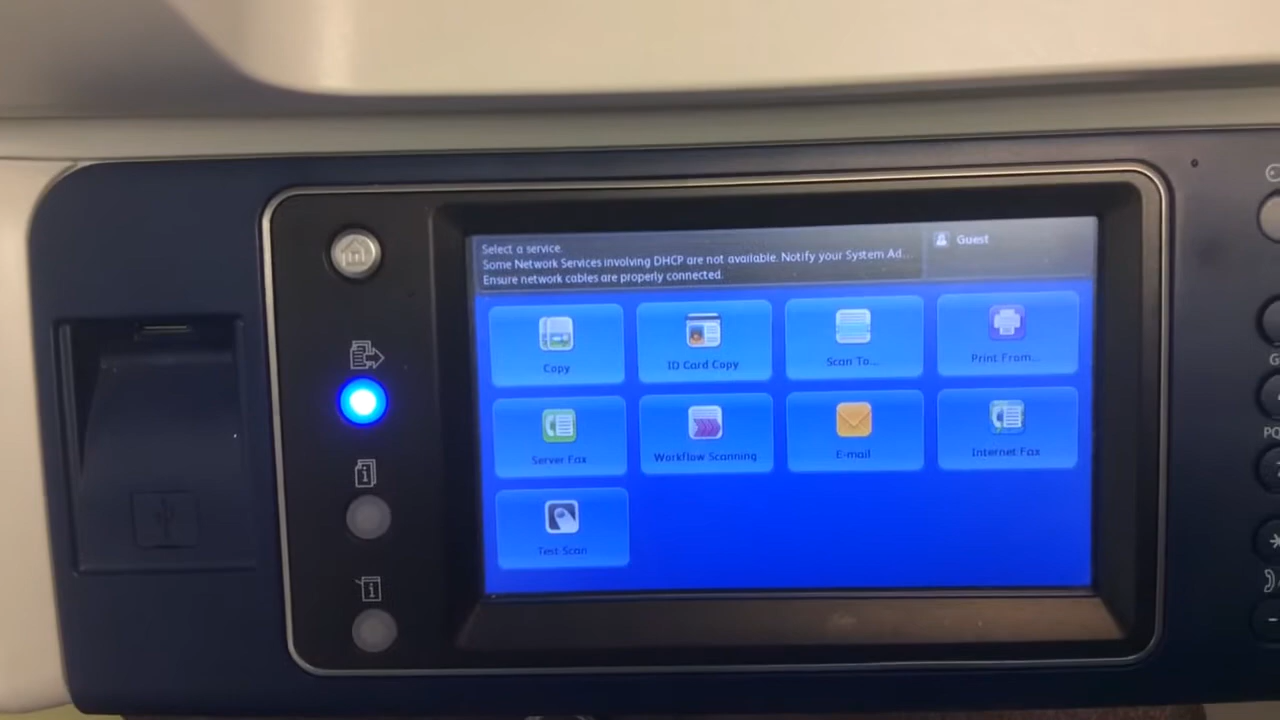 Select a service.
Some Network Services involving DHCP are not available. Notify your System Ad...
Ensure network cables are properly connected.
Guest
Copy
ID Card Copy
Scan To...
Print From...
Server Fax
Workflow Scanning
E-mail
Internet Fax
Test Scan